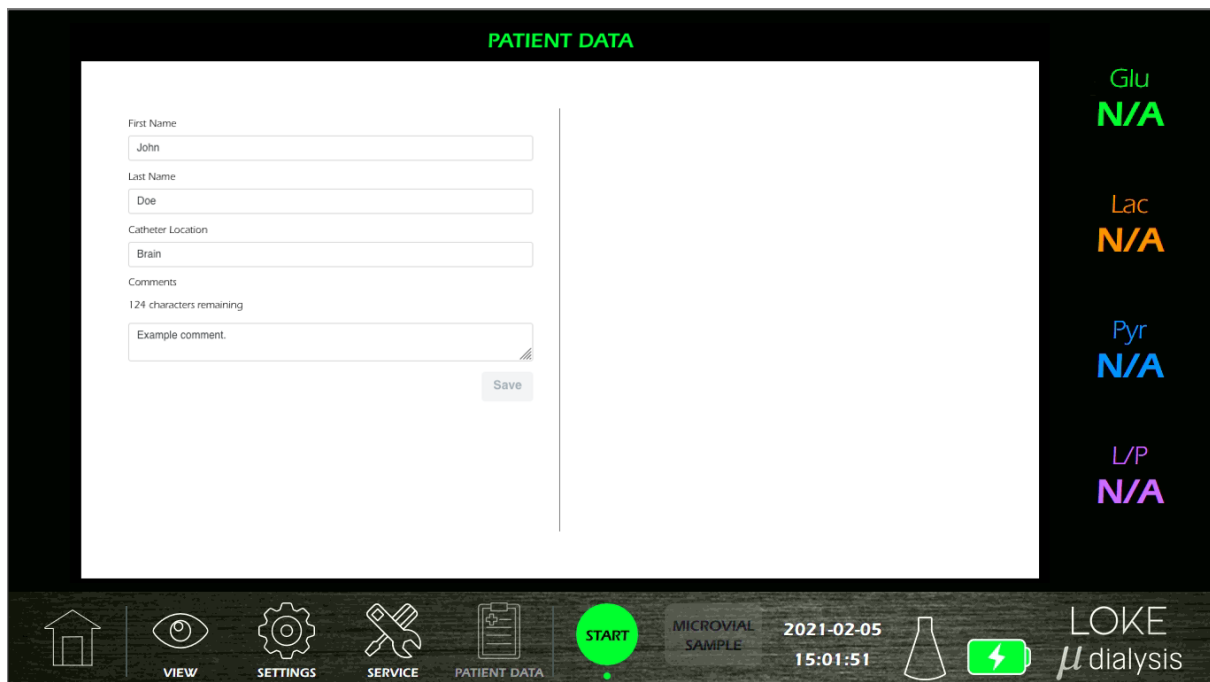 PATIENT DATA
First Name
John
Last Name
Doe
Catheter Location
Brain
Comments
124 characters remaining
Example comment.
Save
Glu
N/A
Lac
N/A
Pyr
N/A
L/P
N/A
VIEW
SETTINGS
SERVICE
PATIENT DATA
START
MICROVIAL
SAMPLE
2021-02-05
15:01:51
LOKE
μ dialysis